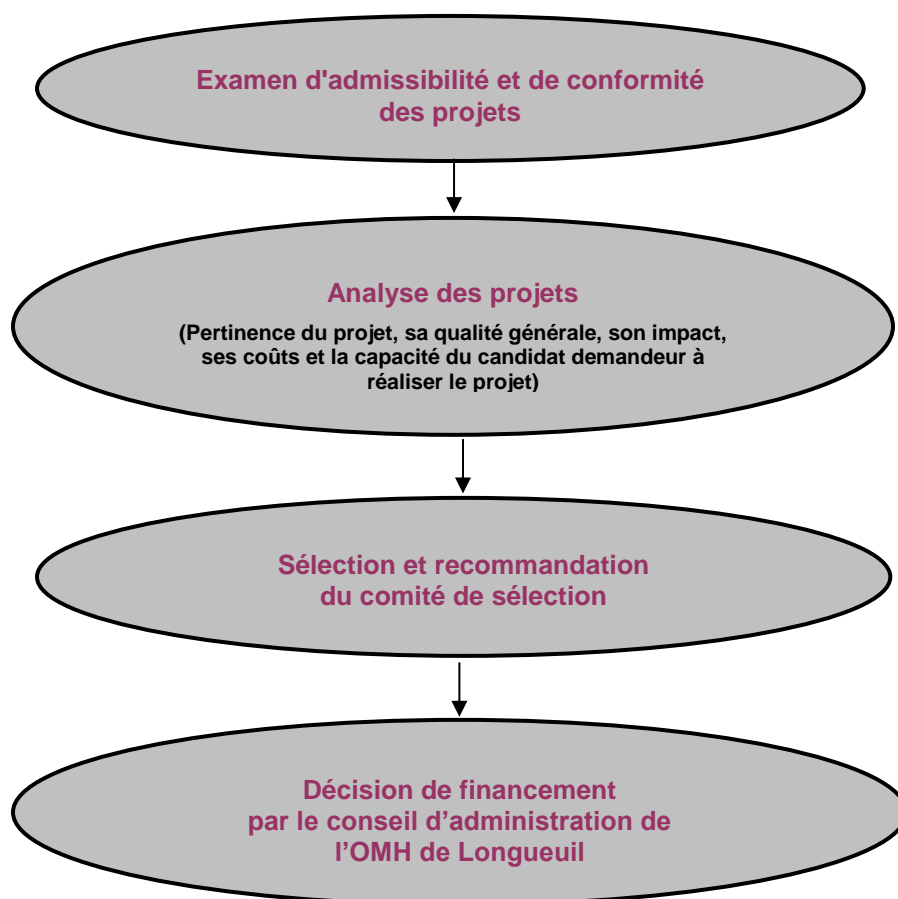 Examen d'admissibilité et de conformité
des projets
Analyse des projets
(Pertinence du projet, sa qualité générale, son impact,
ses coûts et la capacité du candidat demandeur à
réaliser le projet)
Sélection et recommandation
du comité de sélection
Décision de financement
par le conseil d’administration de
l’OMH de Longueuil